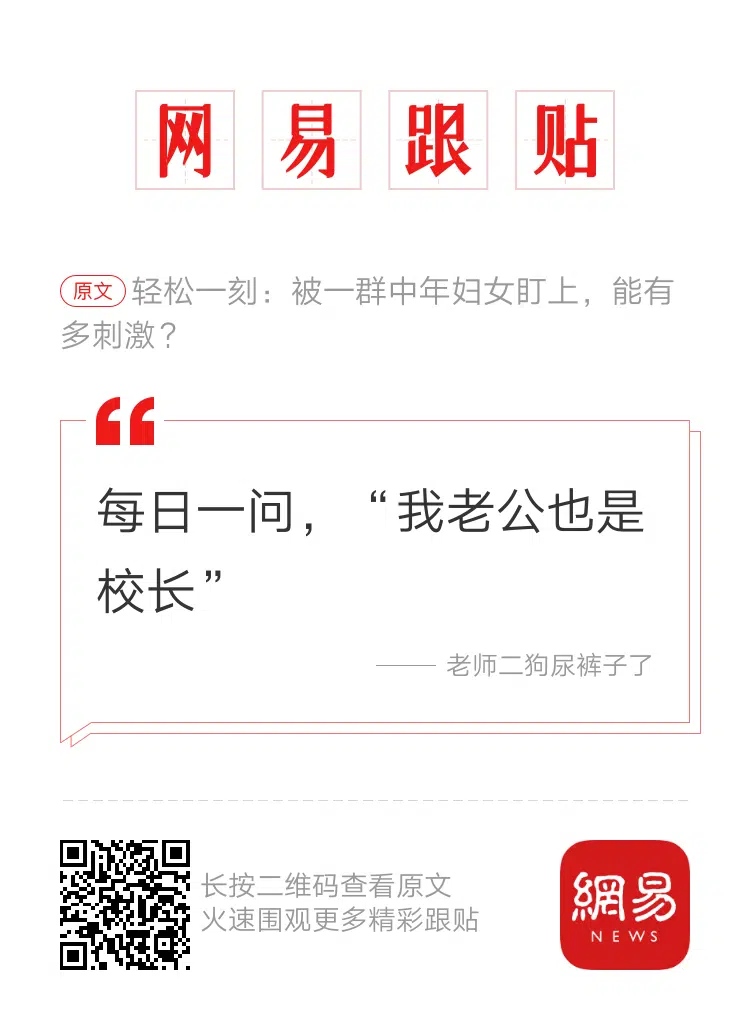 网易跟贴
原文 轻松一刻：被一群中年妇女盯上，能有
多刺激？
每日一问，“我老公也是
校长”
—— 老师二狗尿裤子了
长按二维码查看原文
火速围观更多精彩跟贴
網易
NEWS